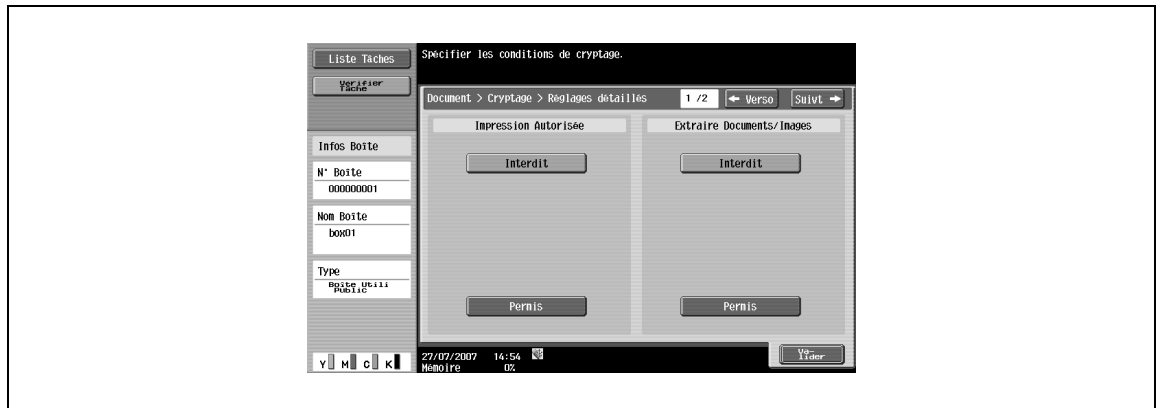 Liste Tâches
Spécifier les conditions de cryptage.
Vérifier
Tâche
Document > Cryptage > Réglages détaillés
1 /2
← Verso
Suivt →
Impression Autorisée
Extraire Documents/Images
Infos Boîte
Interdit
Interdit
N° Boîte
000000001
Nom Boîte
box01
Type
Boîte Utili
Public
Permis
Permis
Va-
lider
Y M C K
27/07/2007 14:54
Mémoire 0%